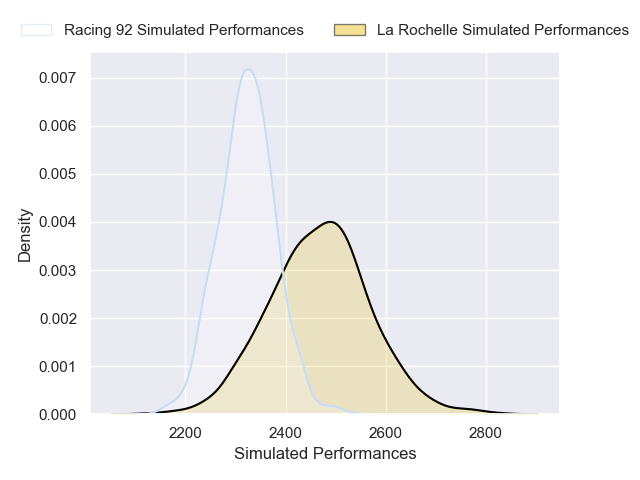 Racing 92 Simulated Performances La Rochelle Simulated Performances
0.007
0.006
0.005
0.004
0.003
0.002
0.001
0.000
Density
2200 2400 2600 2800
Simulated Performances